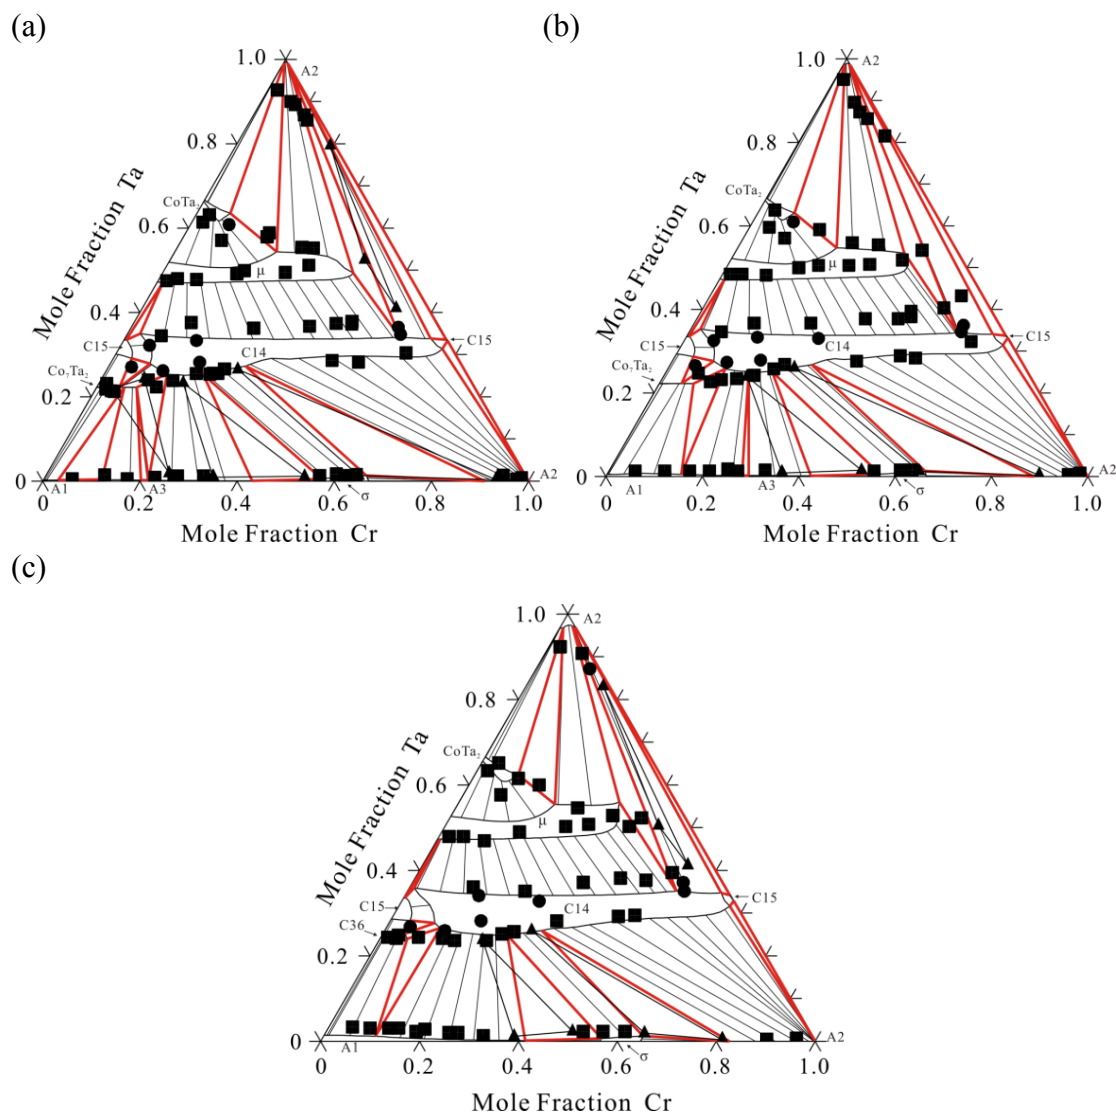 (a)
(b)
1.0
A2
0.8
CoTa₂
0.6
μ
0.4
C15
C14
C15
Co₇Ta₂
0.2
0
A1
A3
σ
A2
0
0.2
0.4
0.6
0.8
1.0
Mole Fraction Ta
Mole Fraction Cr
1.0
A2
0.8
CoTa₂
0.6
μ
0.4
C15
C14
C15
Co₇Ta₂
0.2
0
A1
A3
σ
A2
0
0.2
0.4
0.6
0.8
1.0
Mole Fraction Ta
Mole Fraction Cr
(c)
1.0
A2
0.8
CoTa₂
0.6
μ
0.4
C15
C14
C15
C36
0.2
0
A1
σ
A2
0
0.2
0.4
0.6
0.8
1.0
Mole Fraction Ta
Mole Fraction Cr